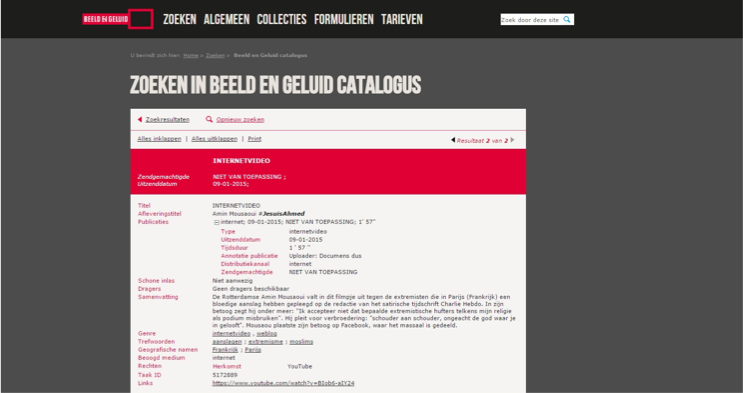 BEELD EN GELUID
ZOEKEN ALGEMEEN COLLECTIES FORMULIEREN TARIEVEN
Zoek door deze site
U bevindt zich hier: Home > Zoeken > Beeld en Geluid catalogus
ZOEKEN IN BEELD EN GELUID CATALOGUS
Zoekresultaten Opnieuw zoeken
Alles inklappen | Alles uitklappen | Print
Resultaat 2 van 2
INTERNETVIDEO
Zendgemachtigde NIET VAN TOEPASSING ;
Uitzenddatum 09-01-2015;
Titel INTERNETVIDEO
Afleveringstitel Amin Mousaoui #JesuisAhmed
Publicaties internet; 09-01-2015; NIET VAN TOEPASSING; 1' 57"
Type internetvideo
Uitzenddatum 09-01-2015
Tijdsduur 1 ' 57 "
Annotatie publicatie Uploader: Documens dus
Distributiekanaal internet
Zendgemachtigde NIET VAN TOEPASSING
Schone inlas Niet aanwezig
Dragers Geen dragers beschikbaar
Samenvatting De Rotterdamse Amin Mousaoui valt in dit filmpje uit tegen de extremisten die in Parijs (Frankrijk) een
bloedige aanslag hebben gepleegd op de redactie van het satirische tijdschrift Charlie Hebdo. In zijn
betoog zegt hij onder meer: "Ik accepteer niet dat bepaalde extremistische hufters telkens mijn religie
als podium misbruiken". Hij pleit voor verbroedering: "schouder aan schouder, ongeacht de god waar je
in gelooft". Mousaou plaatste zijn betoog op Facebook, waar het massaal is gedeeld.
Genre internetvideo , weblog
Trefwoorden aanslagen ; extremisme ; moslims
Geografische namen Frankrijk ; Parijs
Beoogd medium internet
Rechten Herkomst YouTube
Taak ID 5172889
Links https://www.youtube.com/watch?v=BIob6-aIY24